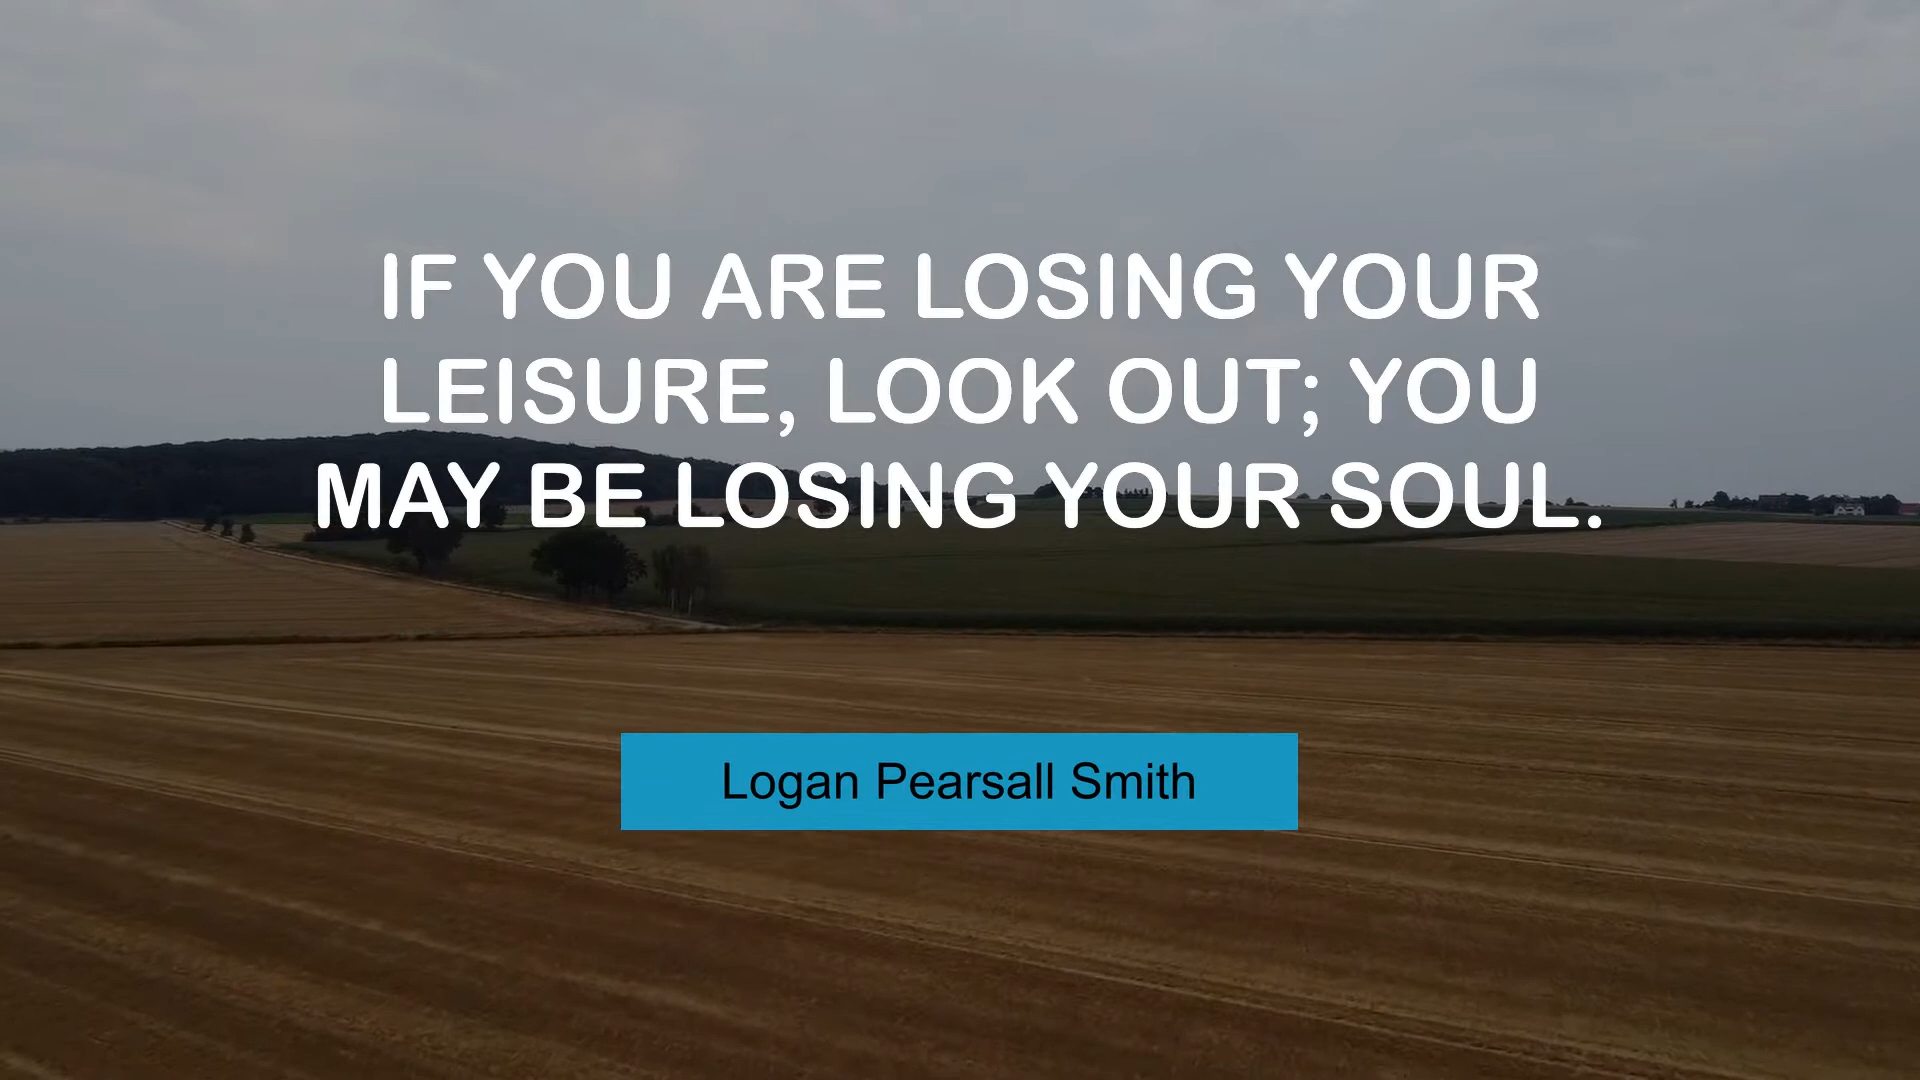 IF YOU ARE LOSING YOUR
LEISURE, LOOK OUT; YOU
MAY BE LOSING YOUR SOUL.
Logan Pearsall Smith